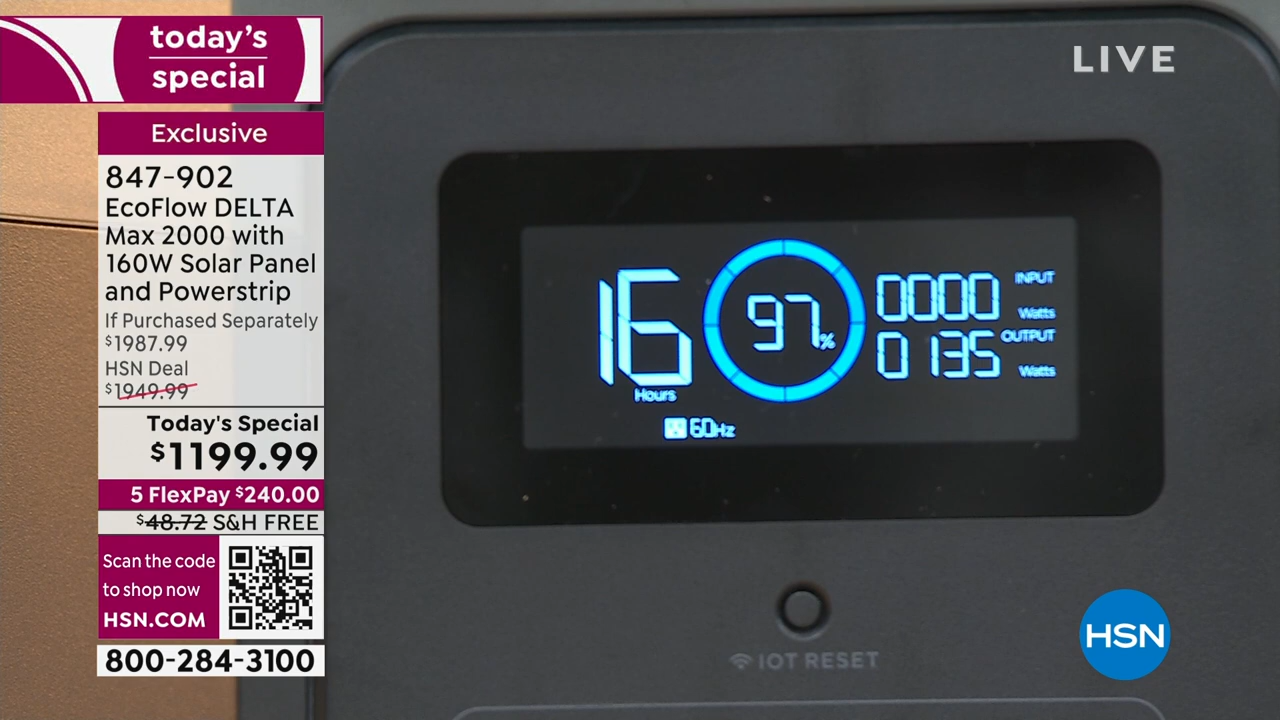 today's
special
Exclusive
847-902
EcoFlow DELTA
Max 2000 with
160W Solar Panel
and Powerstrip
If Purchased Separately
$1987.99
HSN Deal
$1949.99
Today's Special
$1199.99
5 FlexPay $240.00
$48.72 S&H FREE
Scan the code
to shop now
HSN.COM
800-284-3100
LIVE
16
Hours
97%
0000 INPUT
Watts
0135 OUTPUT
Watts
60Hz
IOT RESET
HSN